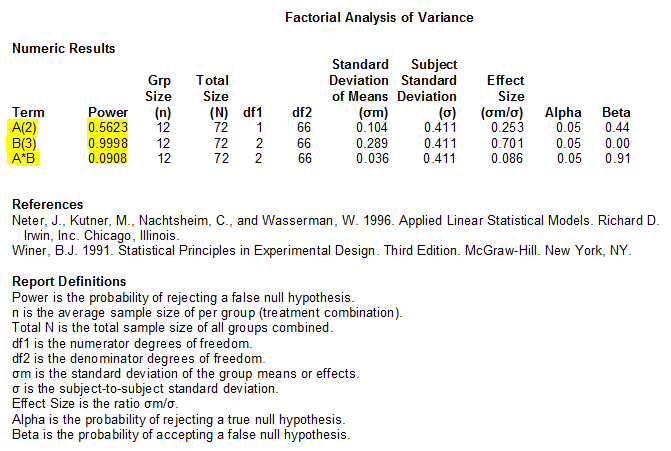 Factorial Analysis of Variance
Numeric Results
Standard Subject
Deviation Standard
Grp Total of Means Deviation Effect
Size Size Size
Term Power (n) (N) df1 df2 (σm) (σ) (σm/σ) Alpha Beta
A(2) 0.5623 12 72 1 66 0.104 0.411 0.253 0.05 0.44
B(3) 0.9998 12 72 2 66 0.289 0.411 0.701 0.05 0.00
A*B 0.0908 12 72 2 66 0.036 0.411 0.086 0.05 0.91
References
Neter, J., Kutner, M., Nachtsheim, C., and Wasserman, W. 1996. Applied Linear Statistical Models. Richard D.
Irwin, Inc. Chicago, Illinois.
Winer, B.J. 1991. Statistical Principles in Experimental Design. Third Edition. McGraw-Hill. New York, NY.
Report Definitions
Power is the probability of rejecting a false null hypothesis.
n is the average sample size of per group (treatment combination).
Total N is the total sample size of all groups combined.
df1 is the numerator degrees of freedom.
df2 is the denominator degrees of freedom.
σm is the standard deviation of the group means or effects.
σ is the subject-to-subject standard deviation.
Effect Size is the ratio σm/σ.
Alpha is the probability of rejecting a true null hypothesis.
Beta is the probability of accepting a false null hypothesis.